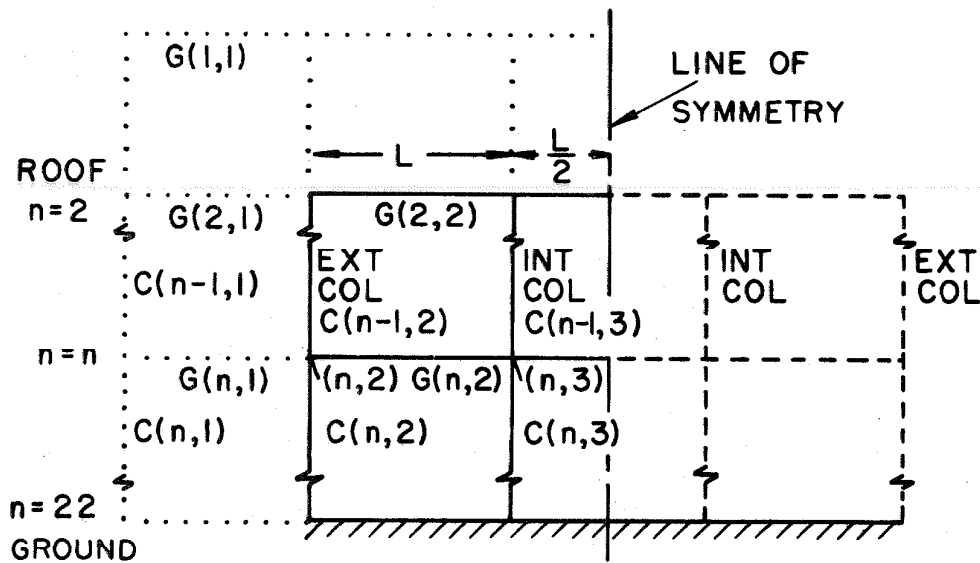 G(1,1)
LINE OF
SYMMETRY
L
L/2
ROOF
n=2
G(2,1)
G(2,2)
C(n-1,1)
EXT
COL
C(n-1,2)
INT
COL
C(n-1,3)
INT
COL
EXT
COL
n=n
G(n,1)
(n,2) G(n,2)
(n,3)
C(n,1)
C(n,2)
C(n,3)
n=22
GROUND